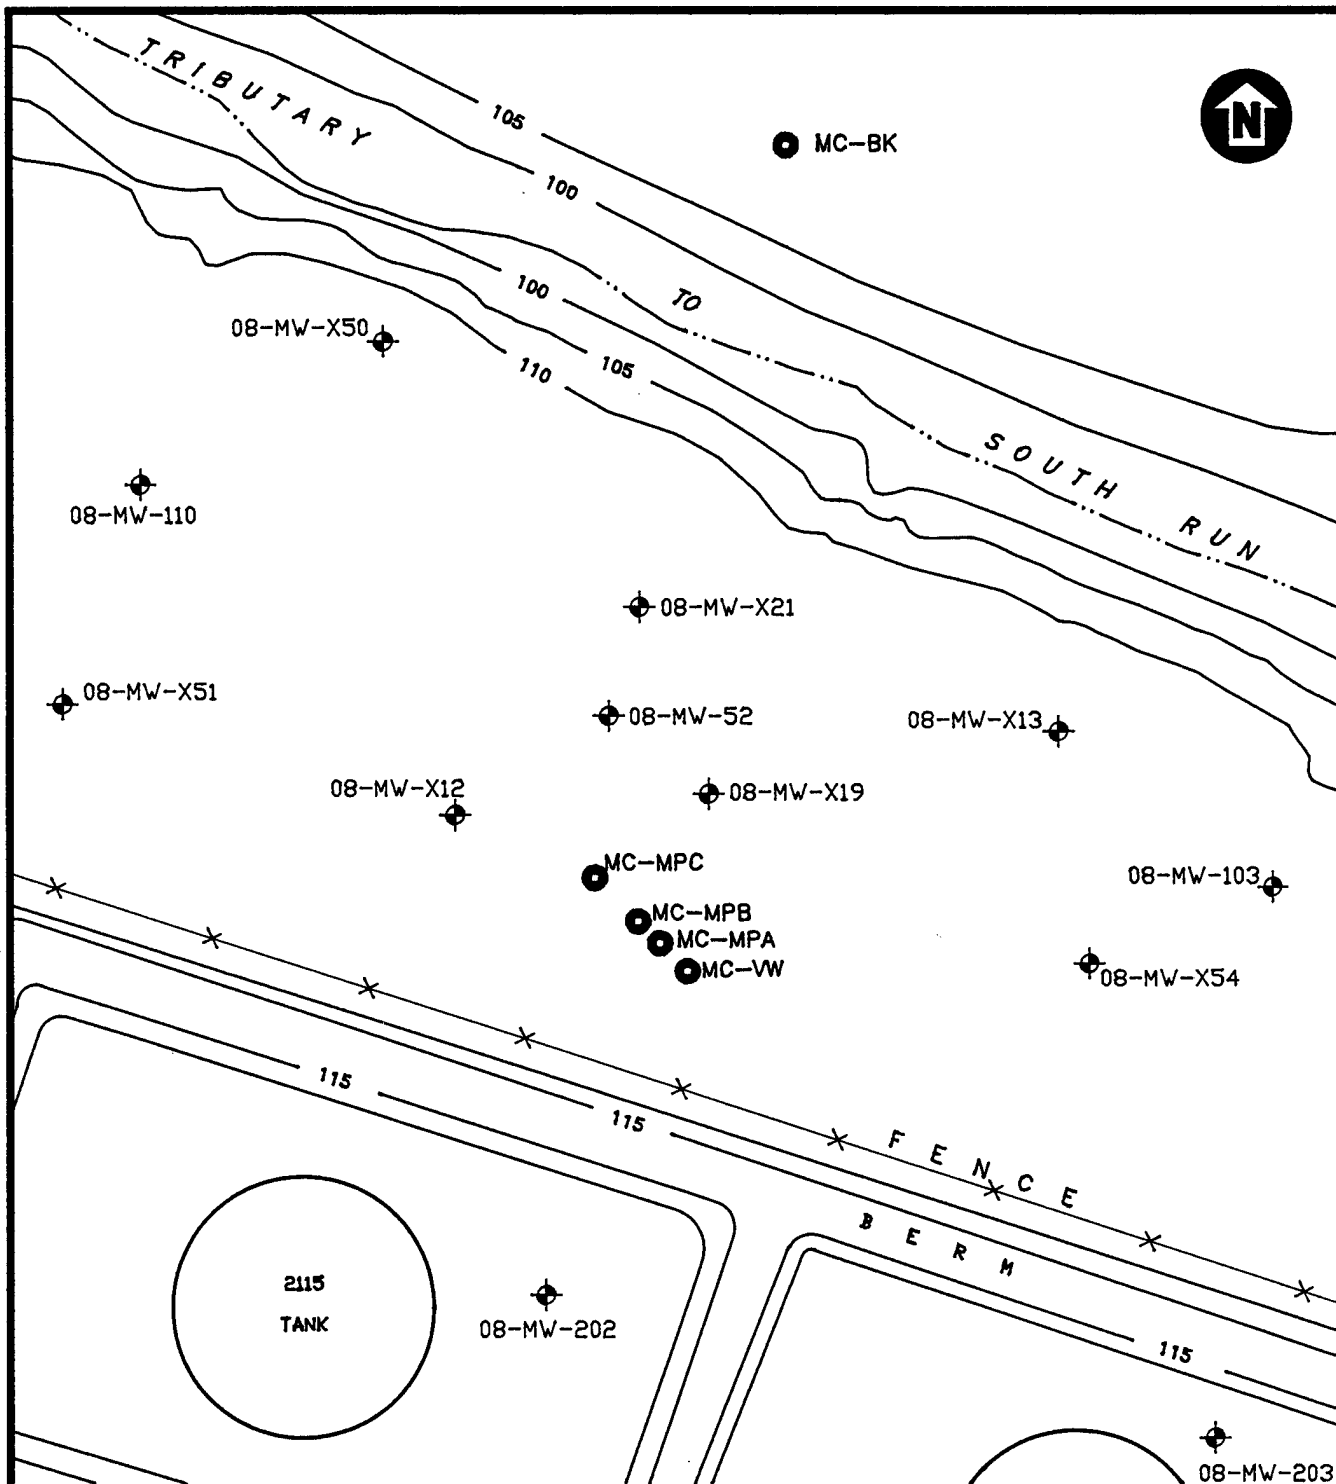 TRIBUTARY
105
MC-BK
N
100
TO
100
08-MW-X50
110
105
SOUTH
08-MW-110
RUN
08-MW-X21
08-MW-X51
08-MW-52
08-MW-X13
08-MW-X12
08-MW-X19
MC-MPC
08-MW-103
MC-MPB
MC-MPA
MC-VW
08-MW-X54
115
115
FENCE
BERM
2115
TANK
08-MW-202
115
08-MW-203